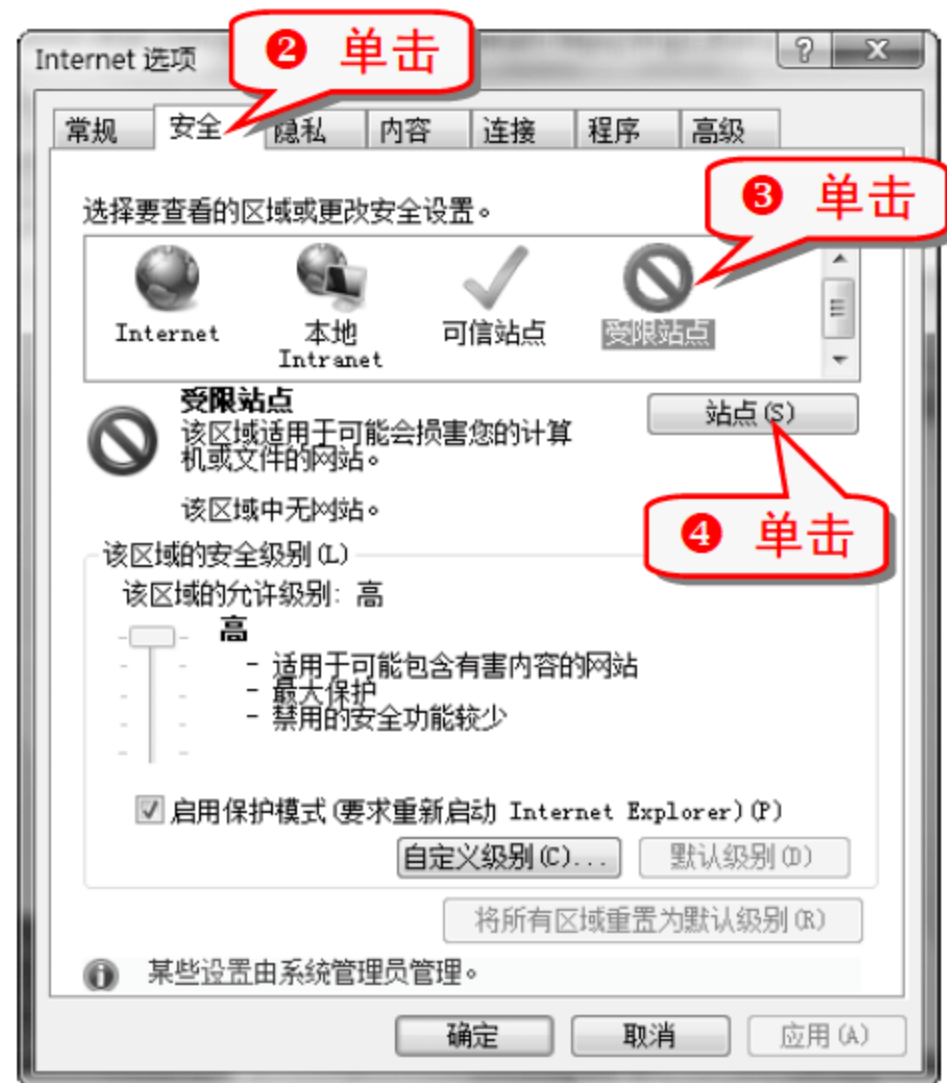 Internet 选项
❷ 单击
常规 安全 隐私 内容 连接 程序 高级
❸ 单击
选择要查看的区域或更改安全设置。
Internet
本地
Intranet
可信站点
受限站点
受限站点
该区域适用于可能会损害您的计算
机或文件的网站。
站点(S)
该区域中无网站。
❹ 单击
该区域的安全级别(L)
该区域的允许级别: 高
高
- 适用于可能包含有害内容的网站
- 最大保护
- 禁用的安全功能较少
启用保护模式(要求重新启动 Internet Explorer)(P)
自定义级别(C)... 默认级别(D)
将所有区域重置为默认级别(R)
某些设置由系统管理员管理。
确定 取消 应用(A)